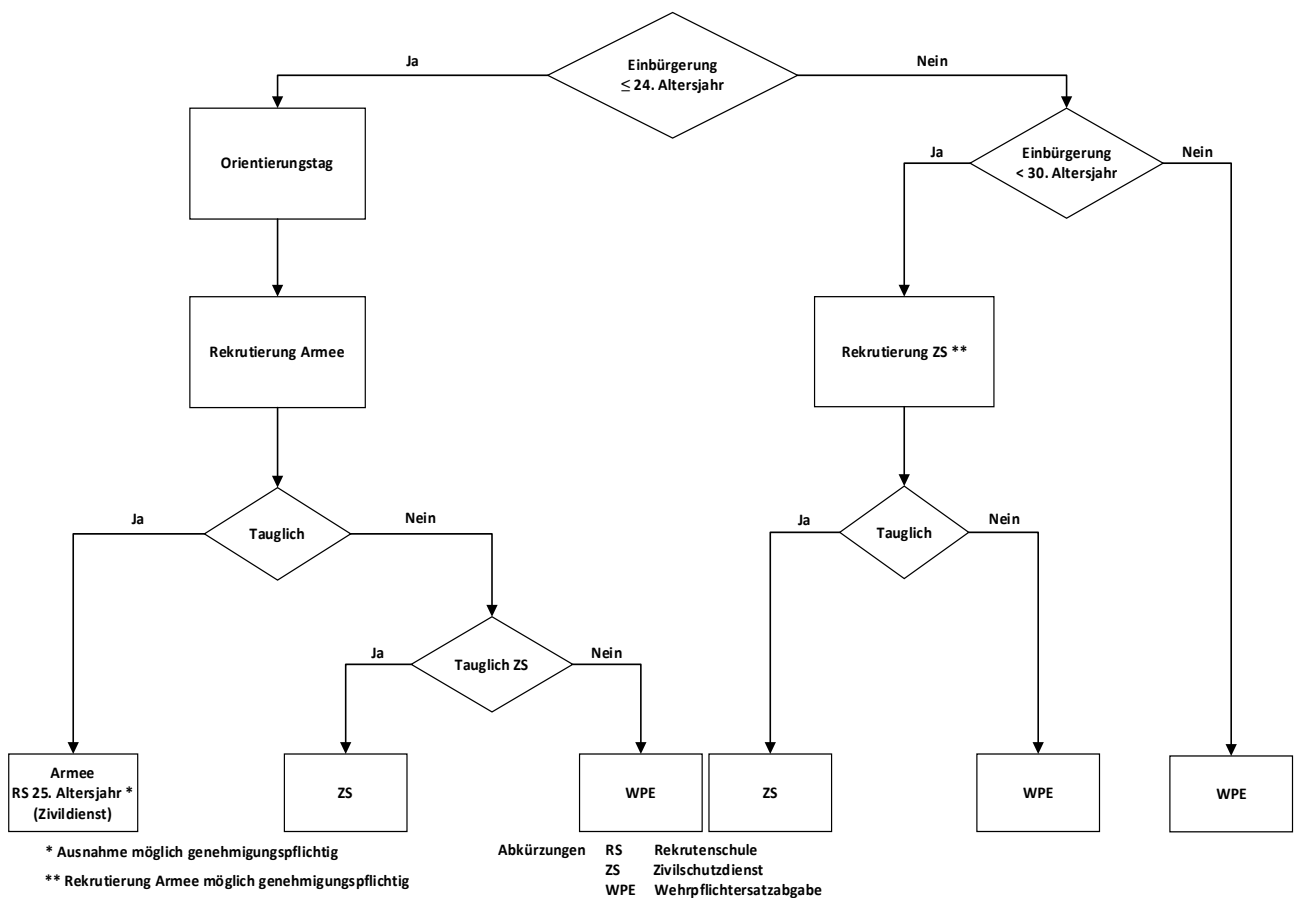 Einbürgerung
≤ 24. Altersjahr
Ja
Nein
Orientierungstag
Einbürgerung
< 30. Altersjahr
Ja
Nein
Rekrutierung Armee
Rekrutierung ZS **
Tauglich
Ja
Nein
Tauglich
Ja
Nein
Tauglich ZS
Ja
Nein
Armee
RS 25. Altersjahr *
(Zivildienst)
ZS
WPE
ZS
WPE
WPE
* Ausnahme möglich genehmigungspflichtig
** Rekrutierung Armee möglich genehmigungspflichtig
Abkürzungen RS Rekrutenschule
ZS Zivilschutzdienst
WPE Wehrpflichtersatzabgabe